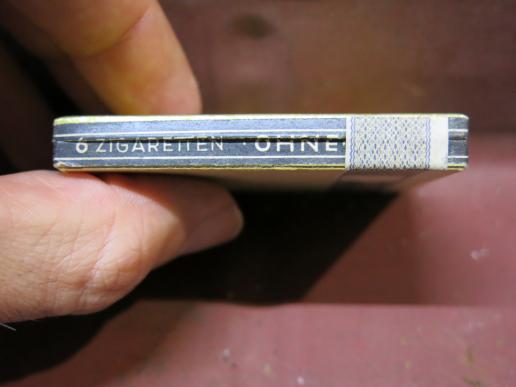 6 ZIGARETTEN · OHNE